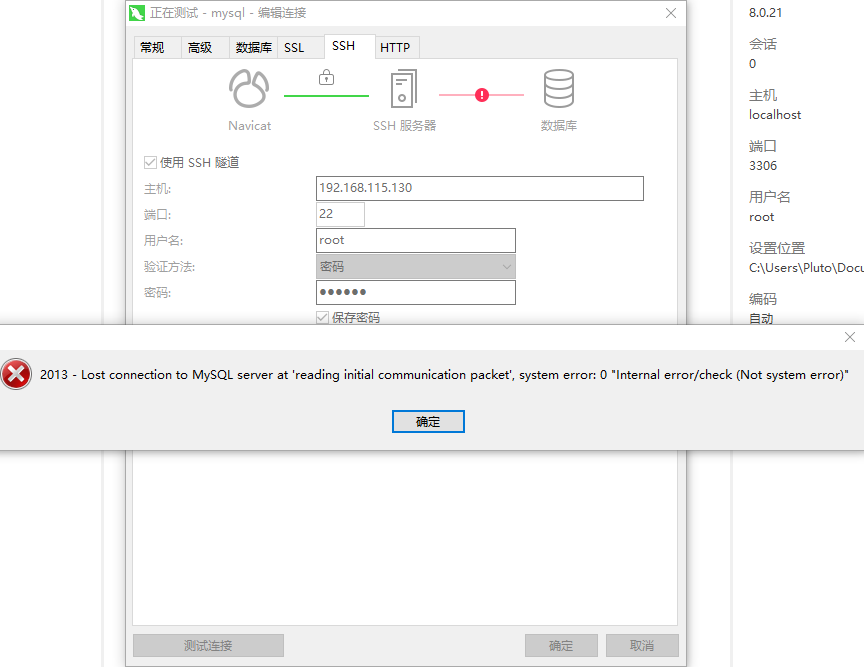 正在测试 - mysql - 编辑连接
常规
高级
数据库
SSL
SSH
HTTP
Navicat
SSH 服务器
数据库
使用 SSH 隧道
主机:
192.168.115.130
端口:
22
用户名:
root
验证方法:
密码
密码:
●●●●●●
保存密码
8.0.21
会话
0
主机
localhost
端口
3306
用户名
root
设置位置
C:\Users\Pluto\Docu
编码
自动
2013 - Lost connection to MySQL server at 'reading initial communication packet', system error: 0 "Internal error/check (Not system error)"
确定
测试连接
确定
取消